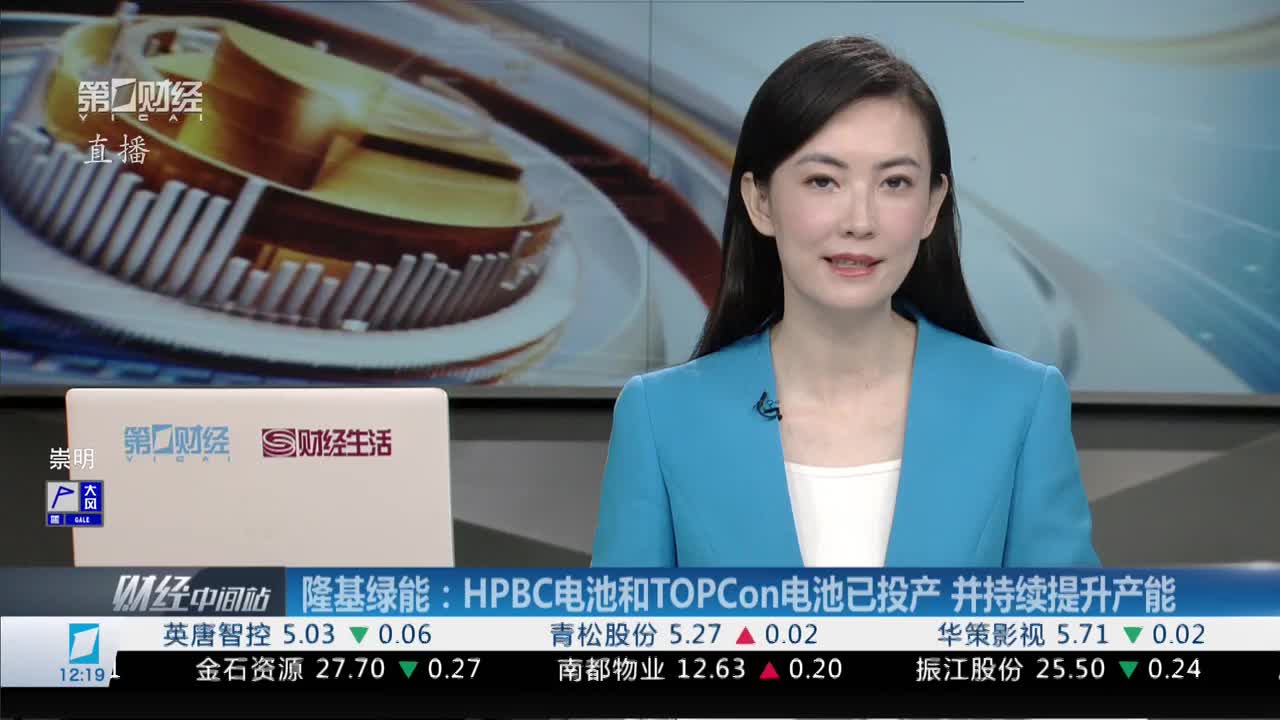 第一财经
YICAI
直播
第一财经
YICAI
财经生活
崇明
大风
GALE
财经中间站
隆基绿能：HPBC电池和TOPCon电池已投产 并持续提升产能
英唐智控 5.03 ▼ 0.06 青松股份 5.27 ▲ 0.02 华策影视 5.71 ▼ 0.02
12:19
1 金石资源 27.70 ▼ 0.27 南都物业 12.63 ▲ 0.20 振江股份 25.50 ▼ 0.24